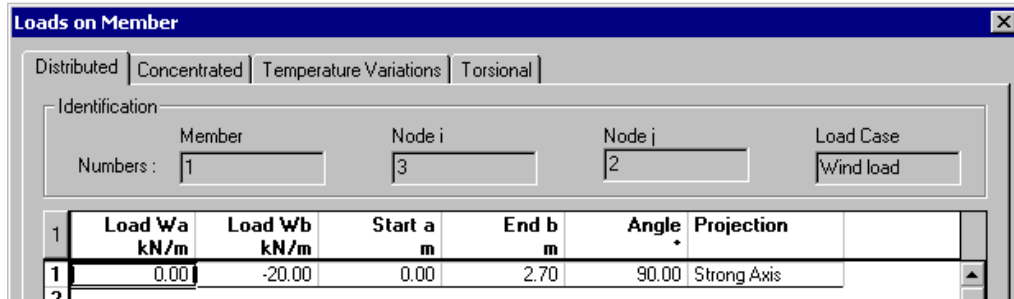 Loads on Member
Distributed Concentrated Temperature Variations Torsional
Identification
Member Node i Node j Load Case
Numbers : 1 3 2 Wind load
1 Load Wa Load Wb Start a End b Angle Projection
kN/m kN/m m m °
1 0.00 -20.00 0.00 2.70 90.00 Strong Axis
2